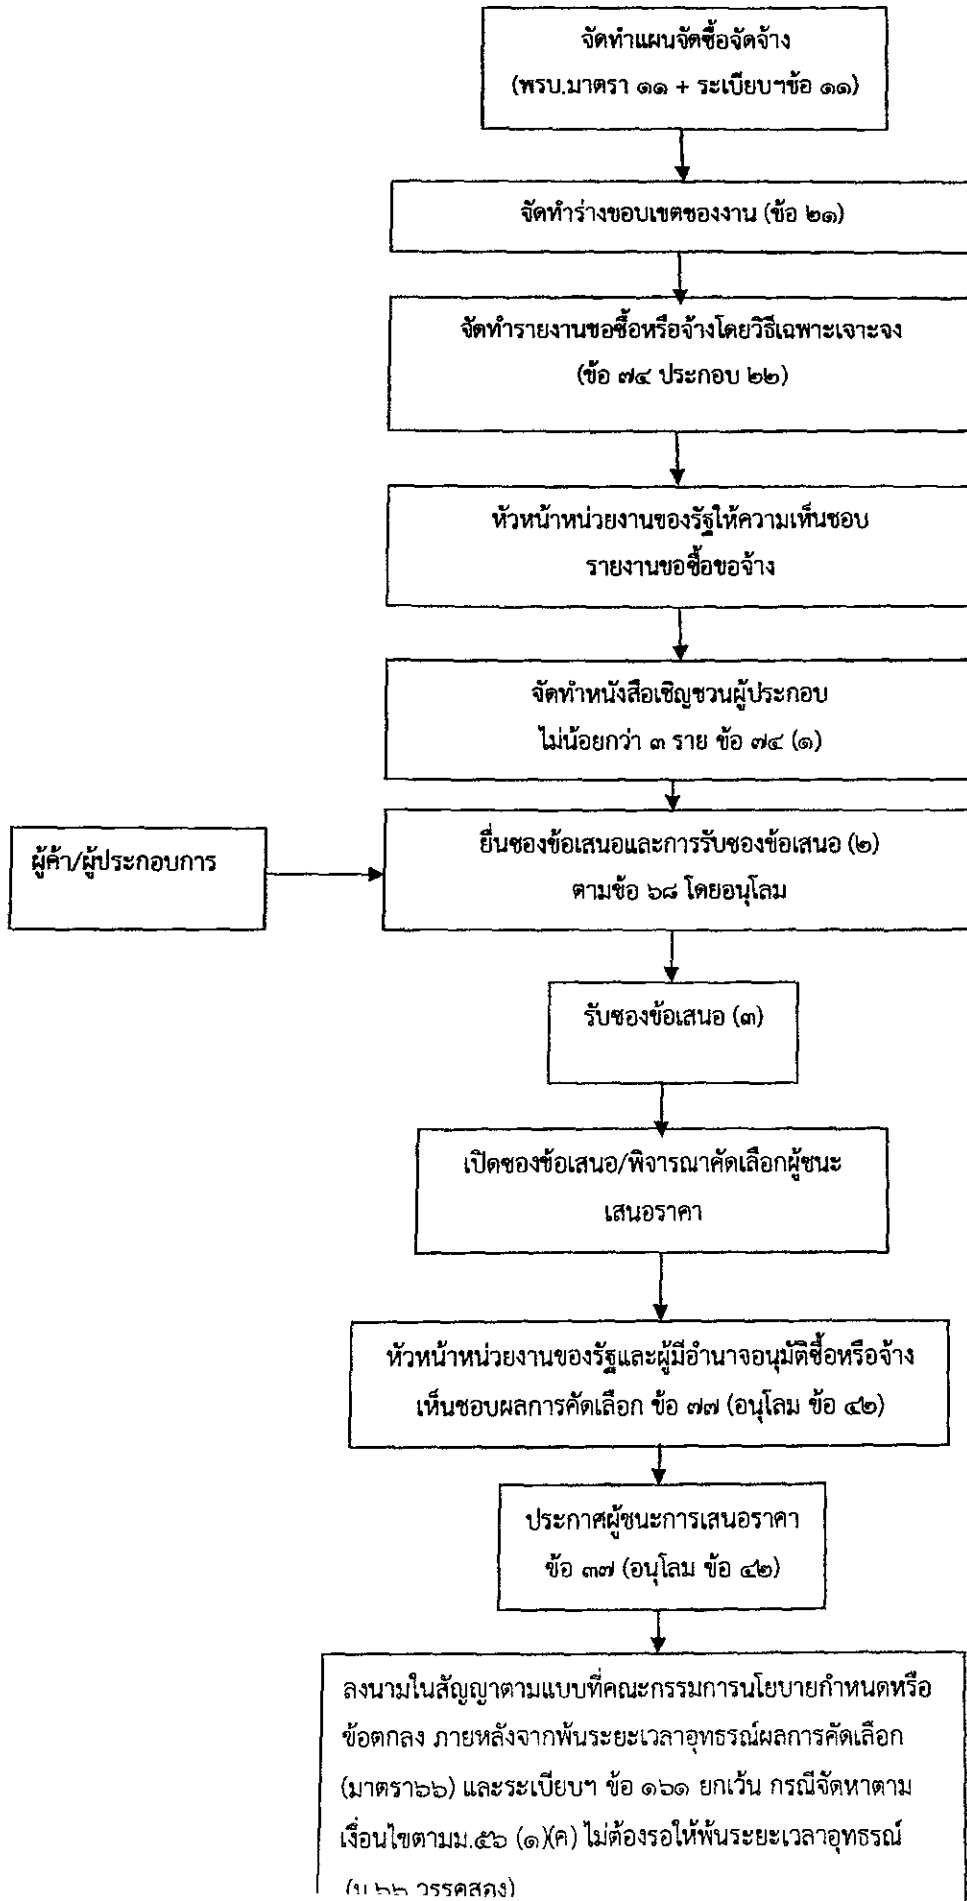 จัดทำแผนจัดซื้อจัดจ้าง
(พรบ.มาตรา ๑๑ + ระเบียบฯข้อ ๑๑)
จัดทำร่างขอบเขตของงาน (ข้อ ๒๑)
จัดทำรายงานขอซื้อหรือจ้างโดยวิธีเฉพาะเจาะจง
(ข้อ ๗๔ ประกอบ ๒๒)
หัวหน้าหน่วยงานของรัฐให้ความเห็นชอบ
รายงานขอซื้อขอจ้าง
จัดทำหนังสือเชิญชวนผู้ประกอบ
ไม่น้อยกว่า ๓ ราย ข้อ ๗๔ (๑)
ผู้ค้า/ผู้ประกอบการ
ยื่นซองข้อเสนอและการรับซองข้อเสนอ (๒)
ตามข้อ ๖๘ โดยอนุโลม
รับซองข้อเสนอ (๓)
เปิดซองข้อเสนอ/พิจารณาคัดเลือกผู้ชนะ
เสนอราคา
หัวหน้าหน่วยงานของรัฐและผู้มีอำนาจอนุมัติซื้อหรือจ้าง
เห็นชอบผลการคัดเลือก ข้อ ๗๗ (อนุโลม ข้อ ๔๒)
ประกาศผู้ชนะการเสนอราคา
ข้อ ๓๗ (อนุโลม ข้อ ๔๒)
ลงนามในสัญญาตามแบบที่คณะกรรมการนโยบายกำหนดหรือ
ข้อตกลง ภายหลังจากพ้นระยะเวลาอุทธรณ์ผลการคัดเลือก
(มาตรา๖๖) และระเบียบฯ ข้อ ๑๖๑ ยกเว้น กรณีจัดหาตาม
เงื่อนไขตามม.๕๖ (๑)(ค) ไม่ต้องรอให้พ้นระยะเวลาอุทธรณ์
(ม.๖๖ วรรคสอง)